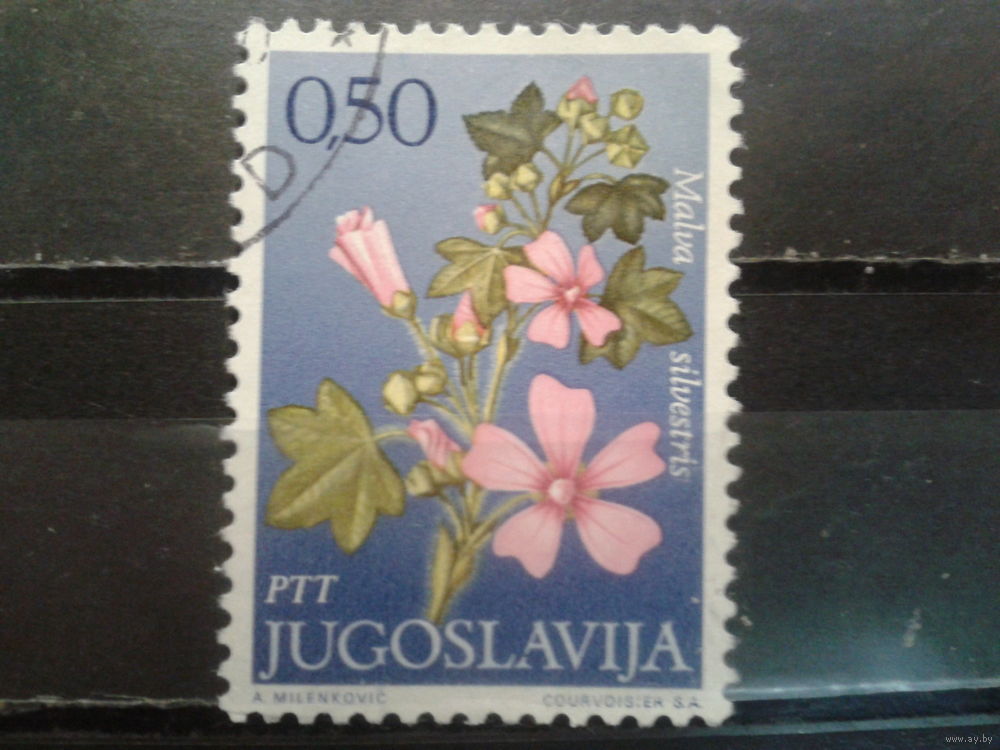 0,50
D
Malva silvestris
PTT
JUGOSLAVIJA
A. MILENKOVIĆ COURVOISIER S.A.
www.ay.by